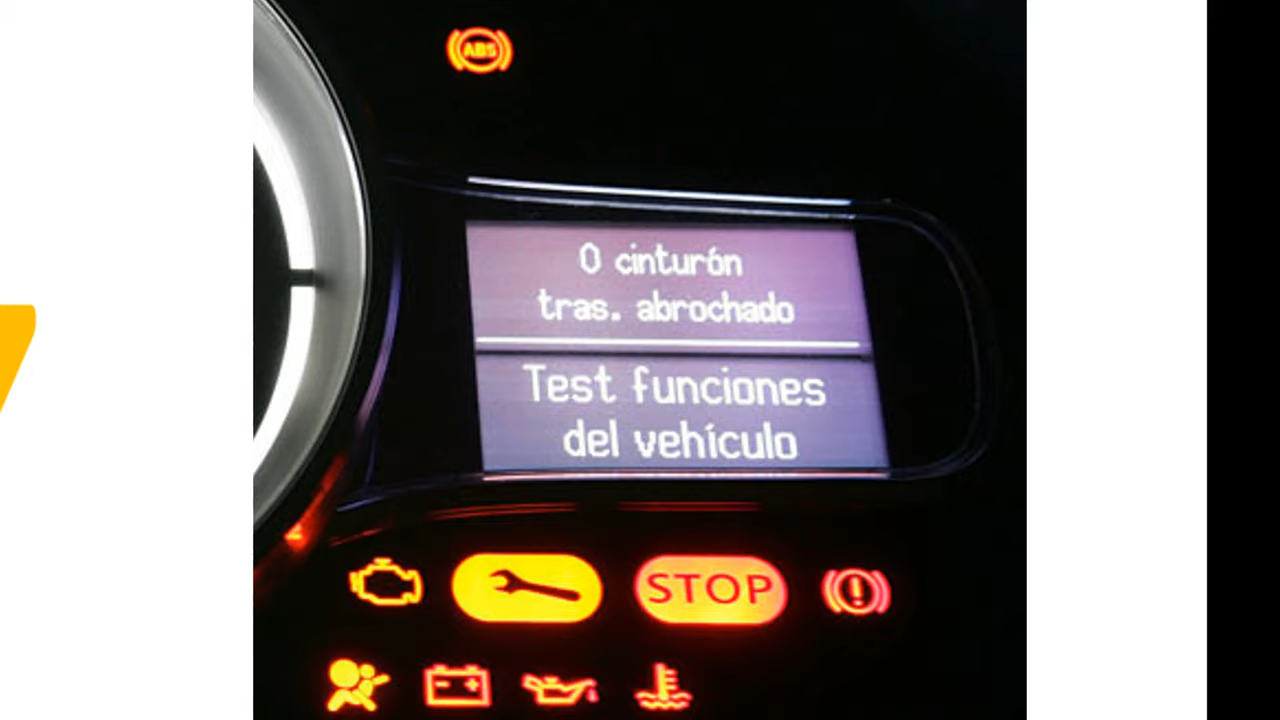 ABS
0 cinturón
tras. abrochado
Test funciones
del vehículo
STOP